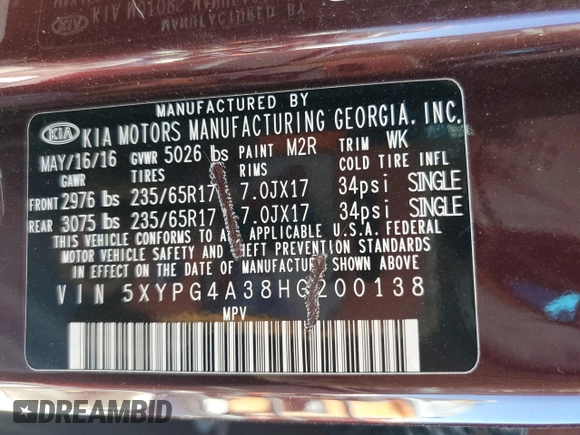 MANUFACTURED BY
KIA KIA MOTORS MANUFACTURING GEORGIA, INC.
MAY/16/16 GVWR 5026 lbs PAINT M2R TRIM WK
GAWR TIRES RIMS COLD TIRE INFL
FRONT 2976 lbs 235/65R17 7.0JX17 34psi SINGLE
REAR 3075 lbs 235/65R17 7.0JX17 34psi SINGLE
THIS VEHICLE CONFORMS TO ALL APPLICABLE U.S.A. FEDERAL
MOTOR VEHICLE SAFETY AND THEFT PREVENTION STANDARDS
IN EFFECT ON THE DATE OF MANUFACTURE SHOWN ABOVE.
VIN 5XYPG4A38HG200138
MPV
DREAMBID